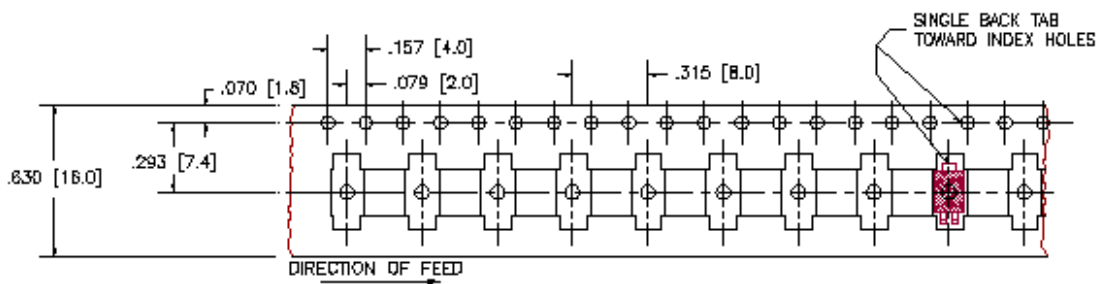 SINGLE BACK TAB
TOWARD INDEX HOLES
.157 [4.0]
.079 [2.0]
.315 [8.0]
.070 [1.8]
.293 [7.4]
.630 [16.0]
DIRECTION OF FEED